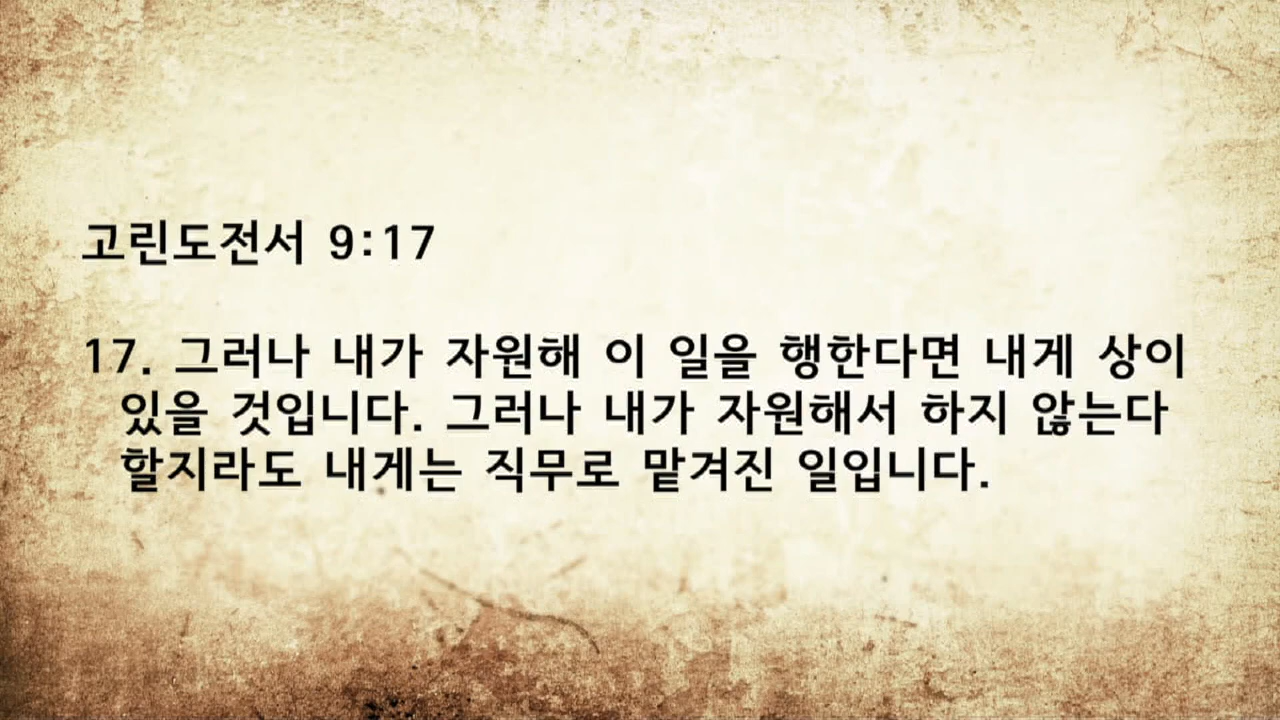 고린도전서 9:17
17. 그러나 내가 자원해 이 일을 행한다면 내게 상이
있을 것입니다. 그러나 내가 자원해서 하지 않는다
할지라도 내게는 직무로 맡겨진 일입니다.